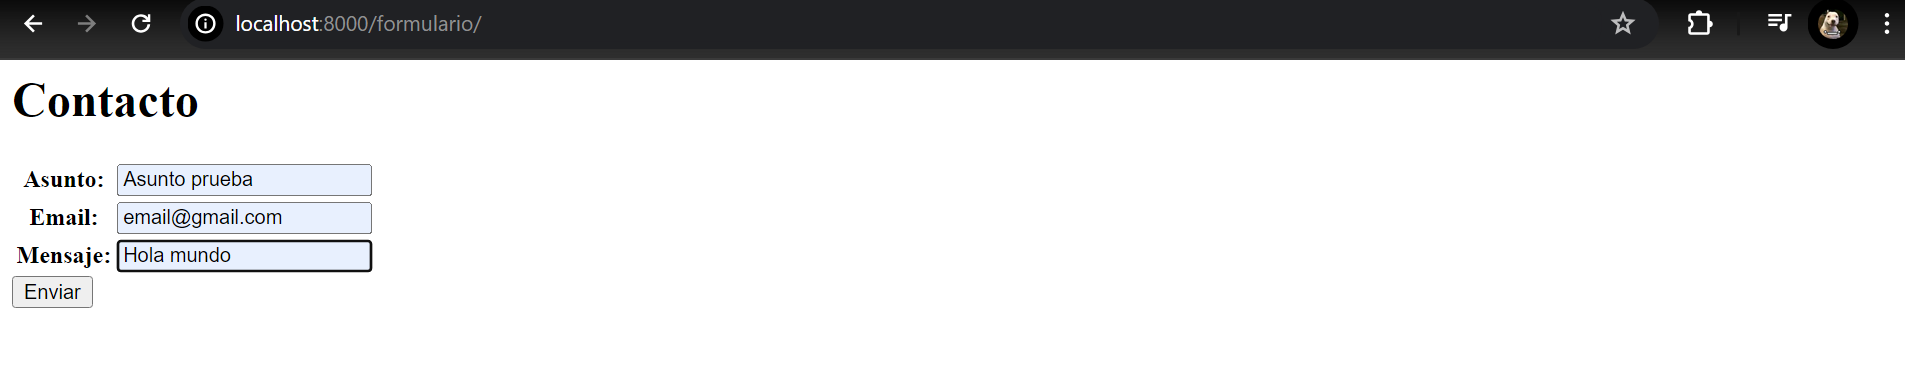 localhost:8000/formulario/
Contacto
Asunto: Asunto prueba
Email: email@gmail.com
Mensaje: Hola mundo
Enviar